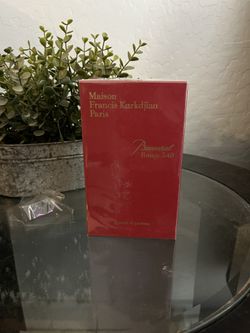 Maison
Francis Kurkdjian
Paris
Baccarat
Rouge 540